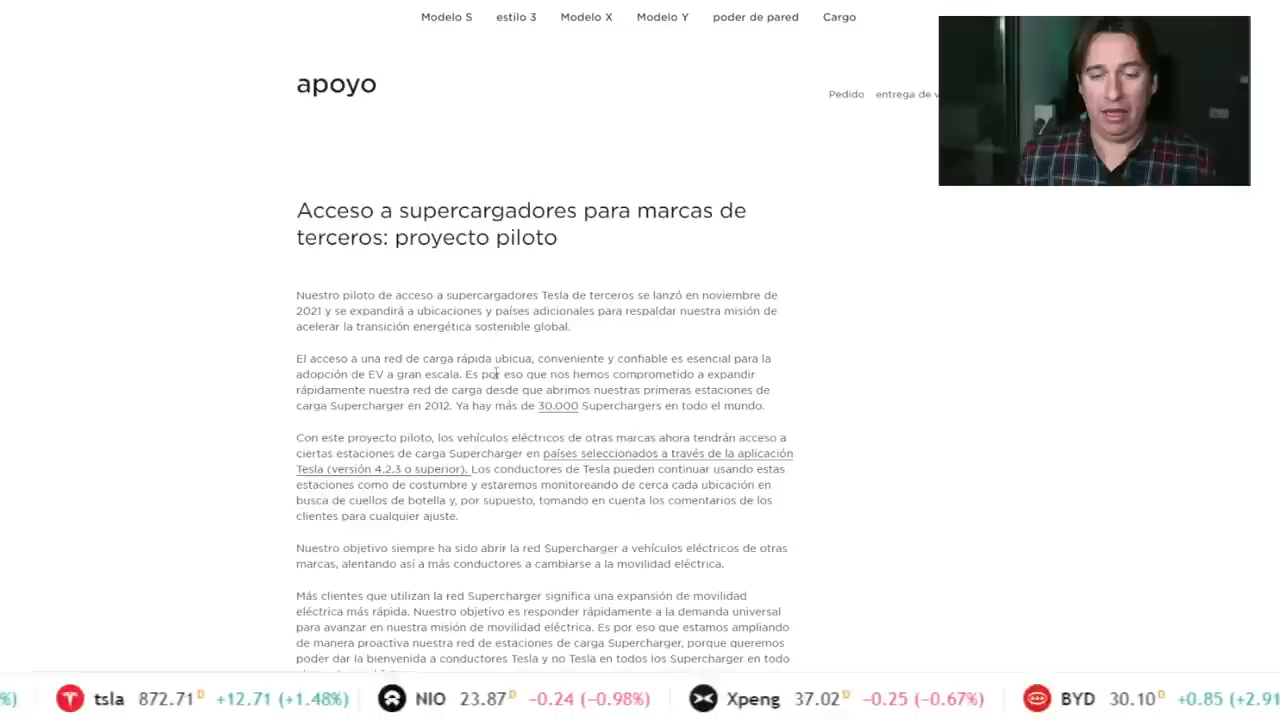 Modelo S estilo 3 Modelo X Modelo Y poder de pared Cargo
apoyo
Pedido entrega de
Acceso a supercargadores para marcas de
terceros: proyecto piloto
Nuestro piloto de acceso a supercargadores Tesla de terceros se lanzó en noviembre de
2021 y se expandirá a ubicaciones y países adicionales para respaldar nuestra misión de
acelerar la transición energética sostenible global.
El acceso a una red de carga rápida ubicua, conveniente y confiable es esencial para la
adopción de EV a gran escala. Es por eso que nos hemos comprometido a expandir
rápidamente nuestra red de carga desde que abrimos nuestras primeras estaciones de
carga Supercharger en 2012. Ya hay más de 30.000 Superchargers en todo el mundo.
Con este proyecto piloto, los vehículos eléctricos de otras marcas ahora tendrán acceso a
ciertas estaciones de carga Supercharger en países seleccionados a través de la aplicación
Tesla (versión 4.2.3 o superior). Los conductores de Tesla pueden continuar usando estas
estaciones como de costumbre y estaremos monitoreando de cerca cada ubicación en
busca de cuellos de botella y, por supuesto, tomando en cuenta los comentarios de los
clientes para cualquier ajuste.
Nuestro objetivo siempre ha sido abrir la red Supercharger a vehículos eléctricos de otras
marcas, alentando así a más conductores a cambiarse a la movilidad eléctrica.
Más clientes que utilizan la red Supercharger significa una expansión de movilidad
eléctrica más rápida. Nuestro objetivo es responder rápidamente a la demanda universal
para avanzar en nuestra misión de movilidad eléctrica. Es por eso que estamos ampliando
de manera proactiva nuestra red de estaciones de carga Supercharger, porque queremos
poder dar la bienvenida a conductores Tesla y no Tesla en todos los Supercharger en todo
%) tsla 872.71 D +12.71 (+1.48%) NIO 23.87 D −0.24 (−0.98%) Xpeng 37.02 D −0.25 (−0.67%) BYD 30.10 D +0.85 (+2.91